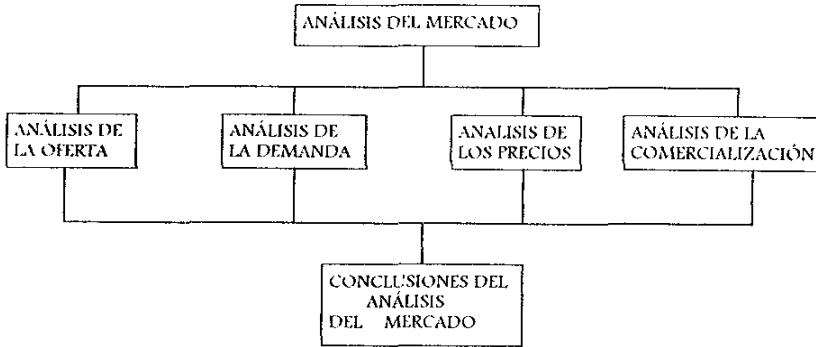 ANÁLISIS DEL MERCADO
ANÁLISIS DE
LA OFERTA
ANÁLISIS DE
LA DEMANDA
ANALISIS DE
LOS PRECIOS
ANÁLISIS DE LA
COMERCIALIZACIÓN
CONCLUSIONES DEL
ANÁLISIS
DEL MERCADO